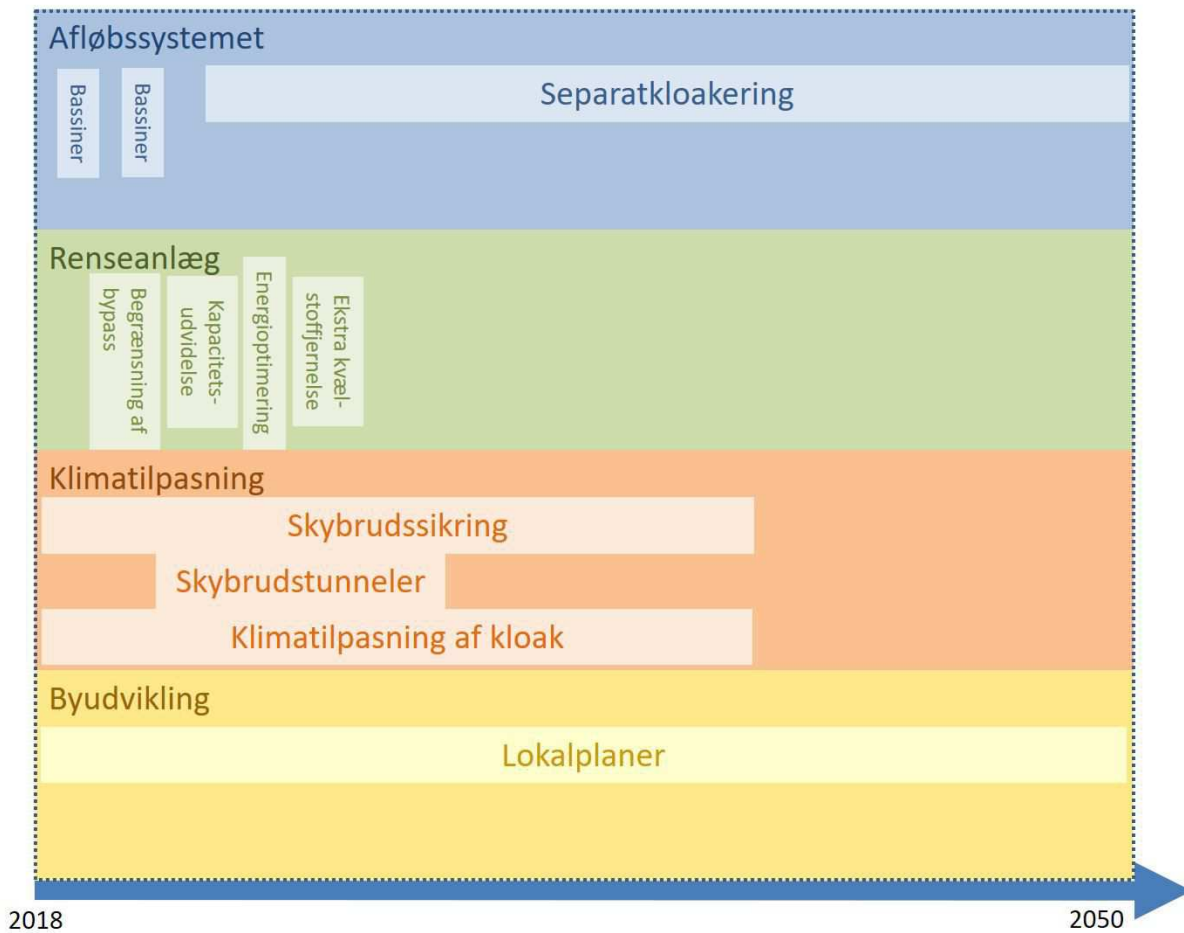 Afløbssystemet
Bassiner
Bassiner
Separatkloakering
Renseanlæg
Begrænsning af
bypass
Kapacitets-
udvidelse
Energioptimering
Ekstra kvæl-
stoffjernelse
Klimatilpasning
Skybrudssikring
Skybrudstunneler
Klimatilpasning af kloak
Byudvikling
Lokalplaner
2018
2050